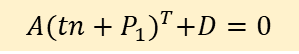 A(tn + P₁)ᵀ+D = 0